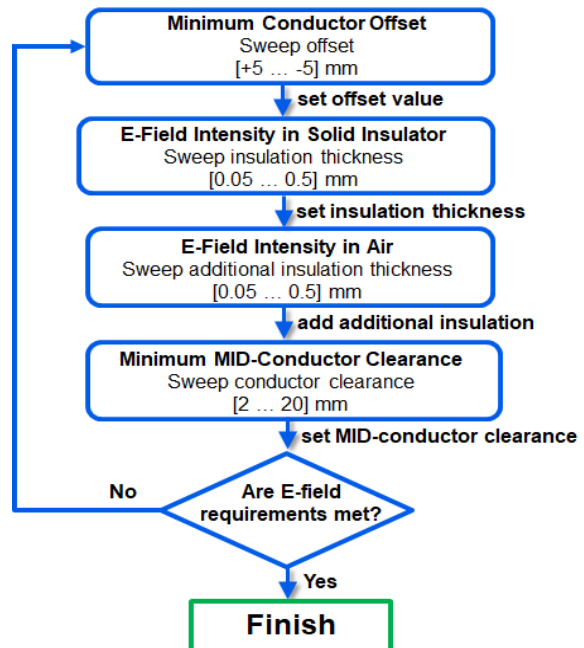 Minimum Conductor Offset
Sweep offset
[+5 … -5] mm
set offset value
E-Field Intensity in Solid Insulator
Sweep insulation thickness
[0.05 … 0.5] mm
set insulation thickness
E-Field Intensity in Air
Sweep additional insulation thickness
[0.05 … 0.5] mm
add additional insulation
Minimum MID-Conductor Clearance
Sweep conductor clearance
[2 … 20] mm
set MID-conductor clearance
No
Are E-field
requirements met?
Yes
Finish